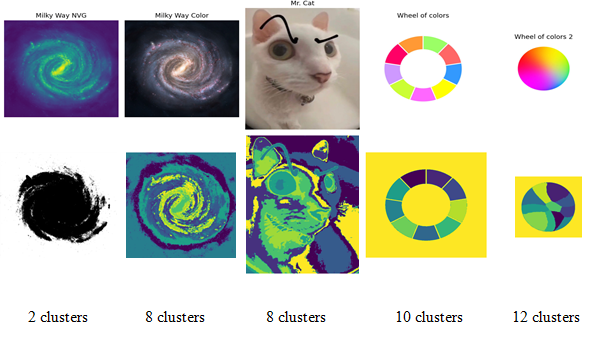 Milky Way NVG
Milky Way Color
Mr. Cat
Wheel of colors
Wheel of colors 2
2 clusters
8 clusters
8 clusters
10 clusters
12 clusters